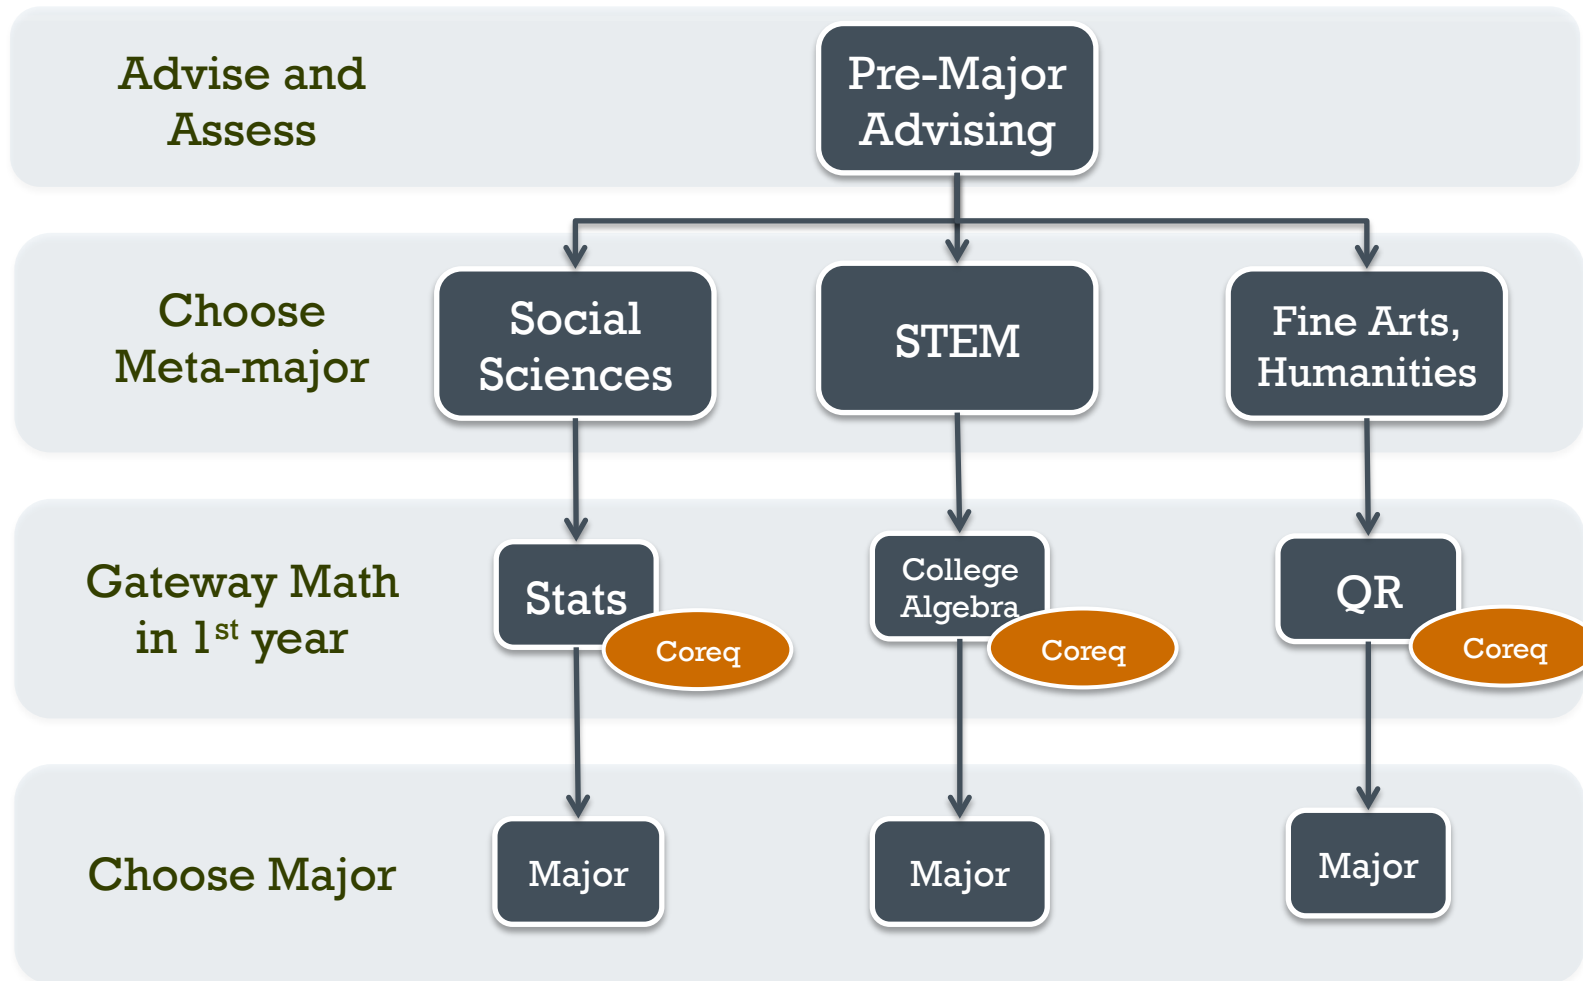 Advise and
Assess
Pre-Major
Advising
Choose
Meta-major
Social
Sciences
STEM
Fine Arts,
Humanities
Gateway Math
in 1st year
Stats
Coreq
College
Algebra
Coreq
QR
Coreq
Choose Major
Major
Major
Major